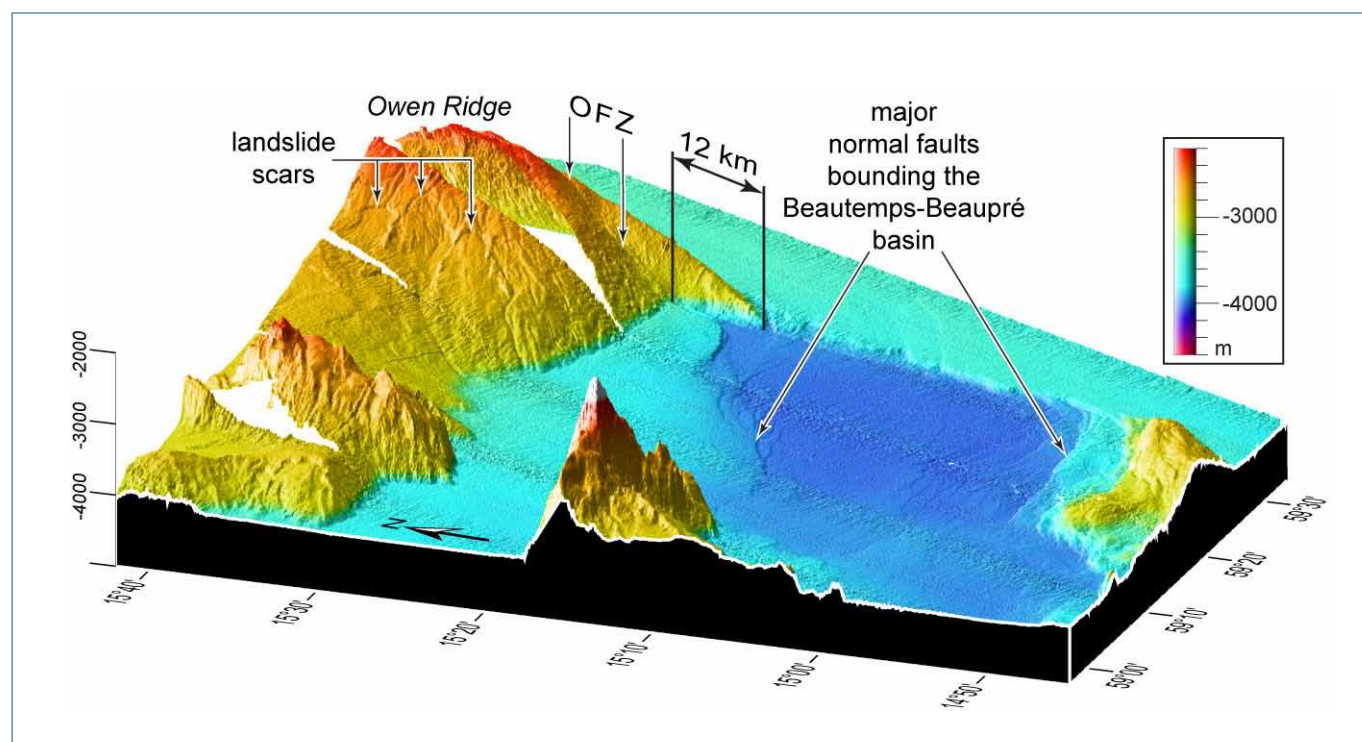 Owen Ridge
OFZ
landslide
scars
12 km
major
normal faults
bounding the
Beautemps-Beaupré
basin
-3000
-4000
m
-2000
-3000
-4000
N
15°40'
15°30'
15°20'
15°10'
15°00'
14°50'
59°00'
59°10'
59°20'
59°30'